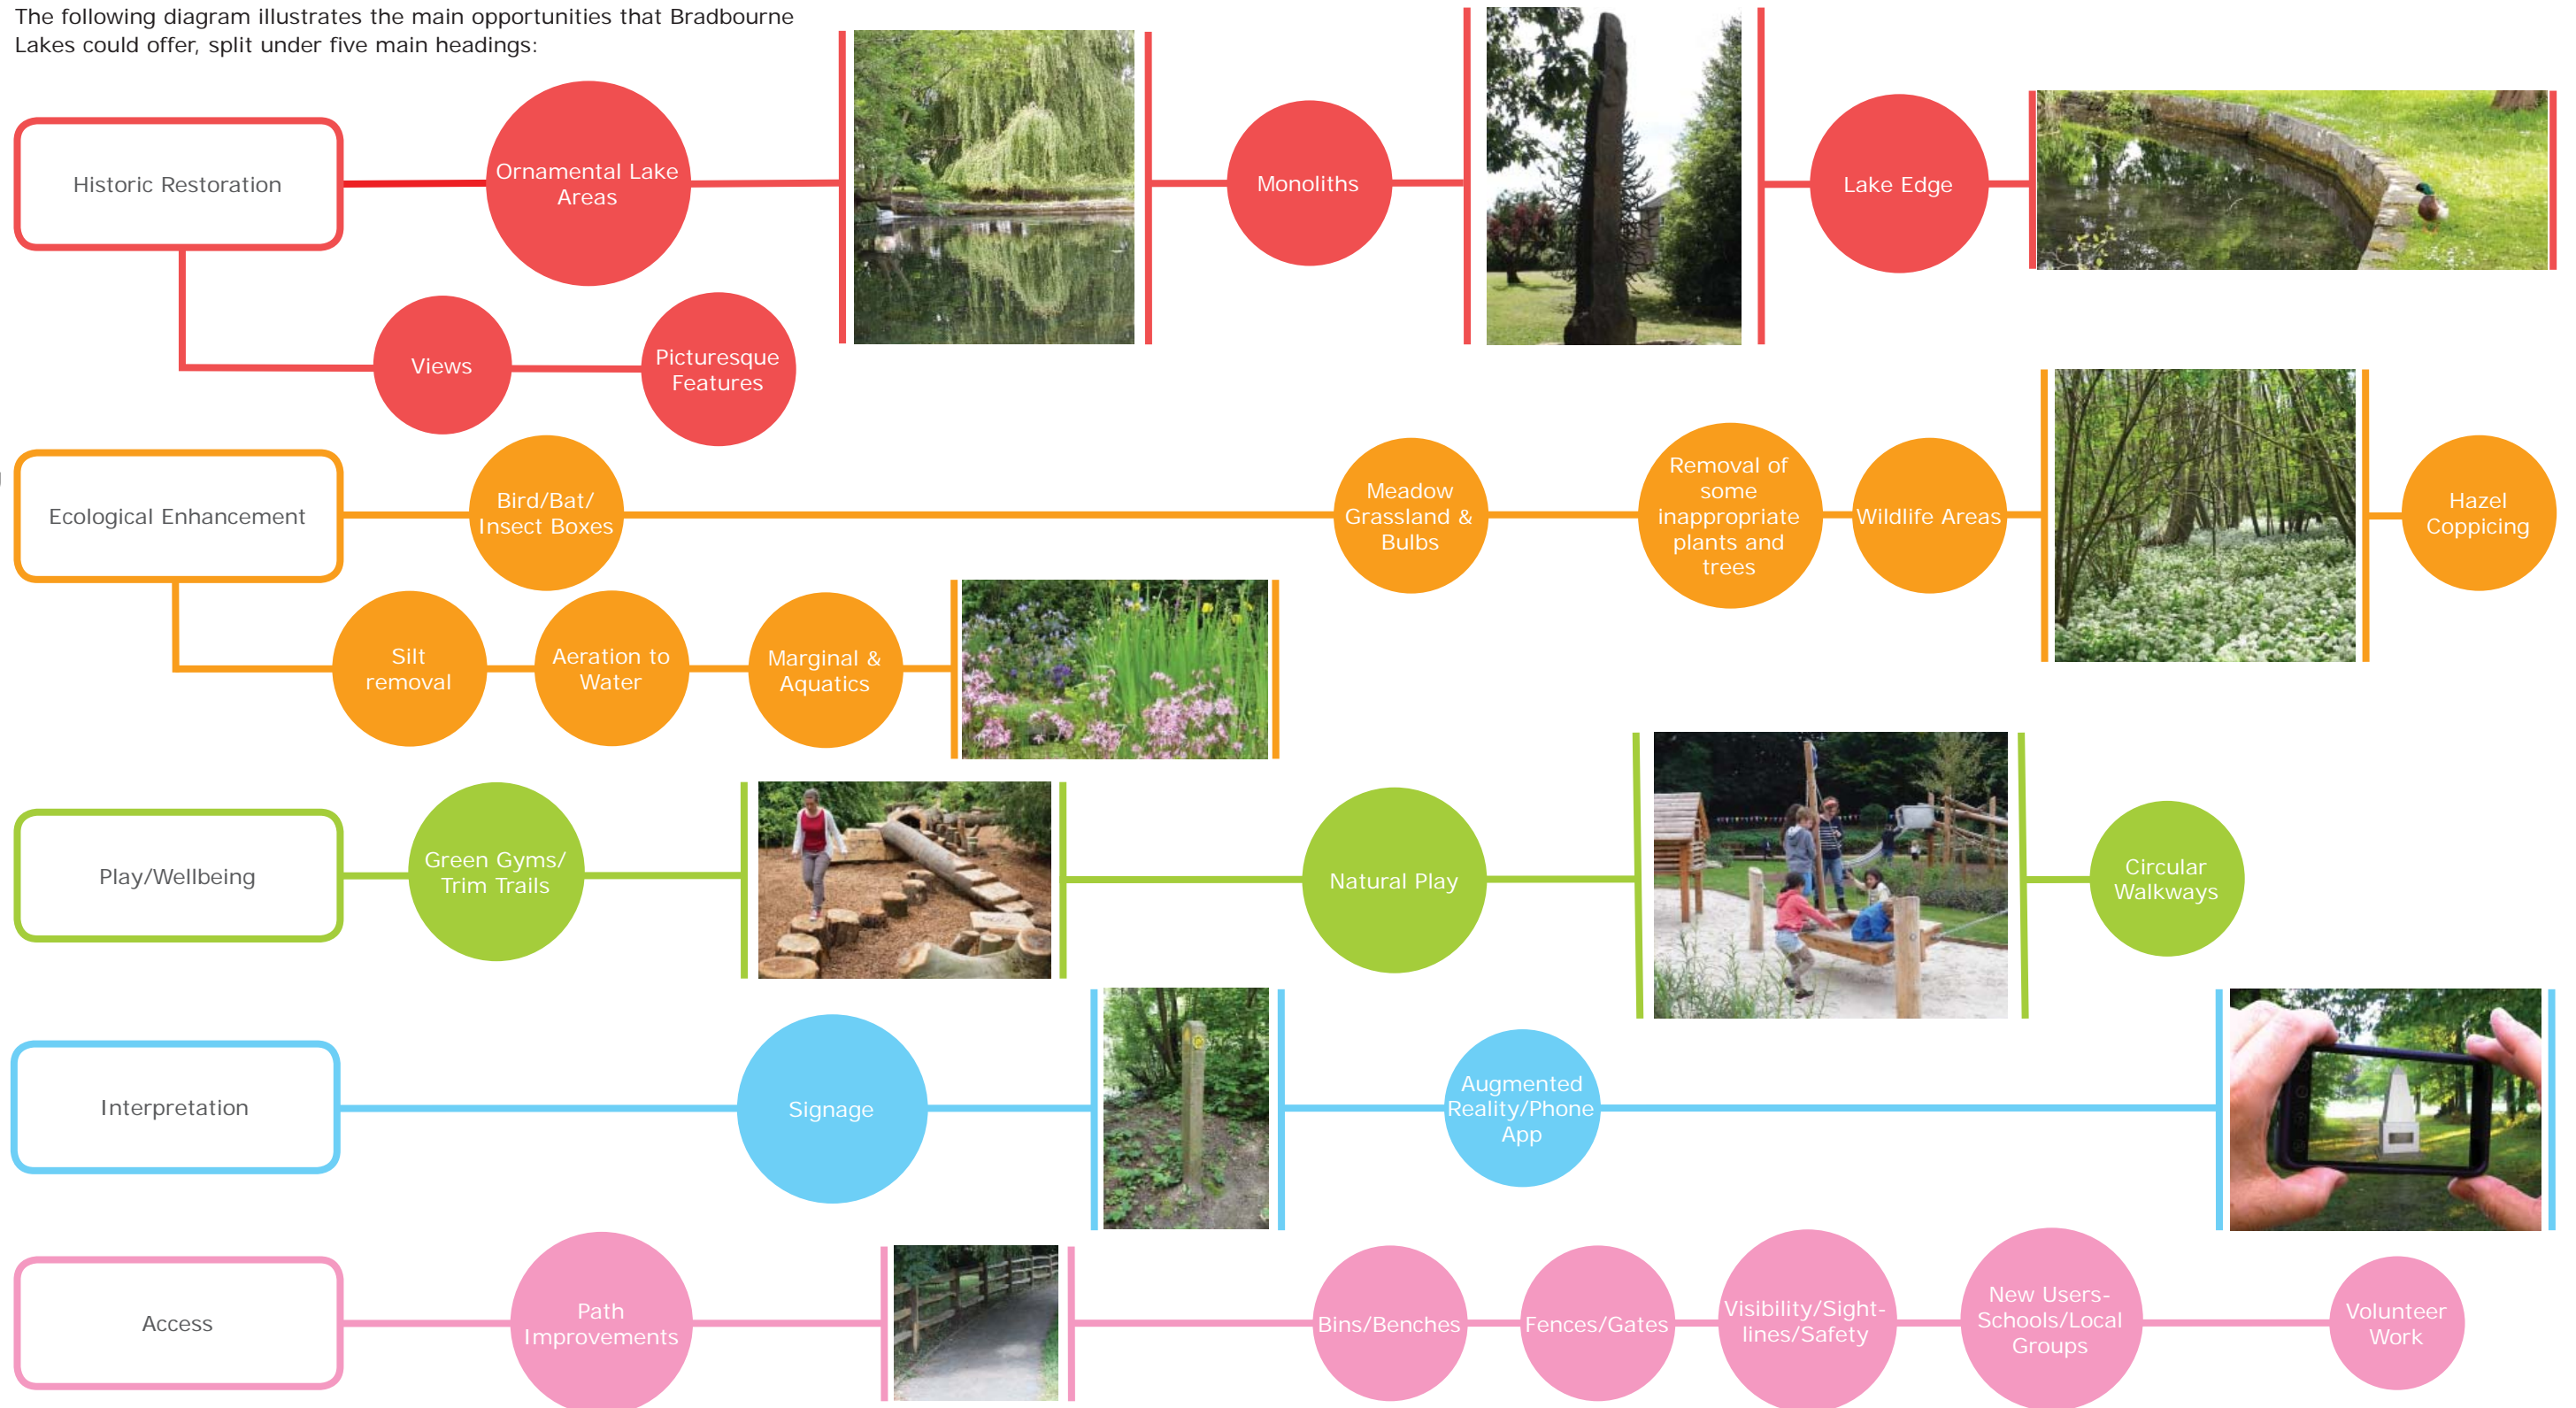 The following diagram illustrates the main opportunities that Bradbourne
Lakes could offer, split under five main headings:
Historic Restoration
Ornamental Lake
Areas
Monoliths
Lake Edge
Views
Picturesque
Features
Ecological Enhancement
Bird/Bat/
Insect Boxes
Meadow
Grassland &
Bulbs
Removal of
some
inappropriate
plants and
trees
Wildlife Areas
Hazel
Coppicing
Silt
removal
Aeration to
Water
Marginal &
Aquatics
Play/Wellbeing
Green Gyms/
Trim Trails
Natural Play
Circular
Walkways
Interpretation
Signage
Augmented
Reality/Phone
App
Access
Path
Improvements
Bins/Benches
Fences/Gates
Visibility/Sight-
lines/Safety
New Users-
Schools/Local
Groups
Volunteer
Work